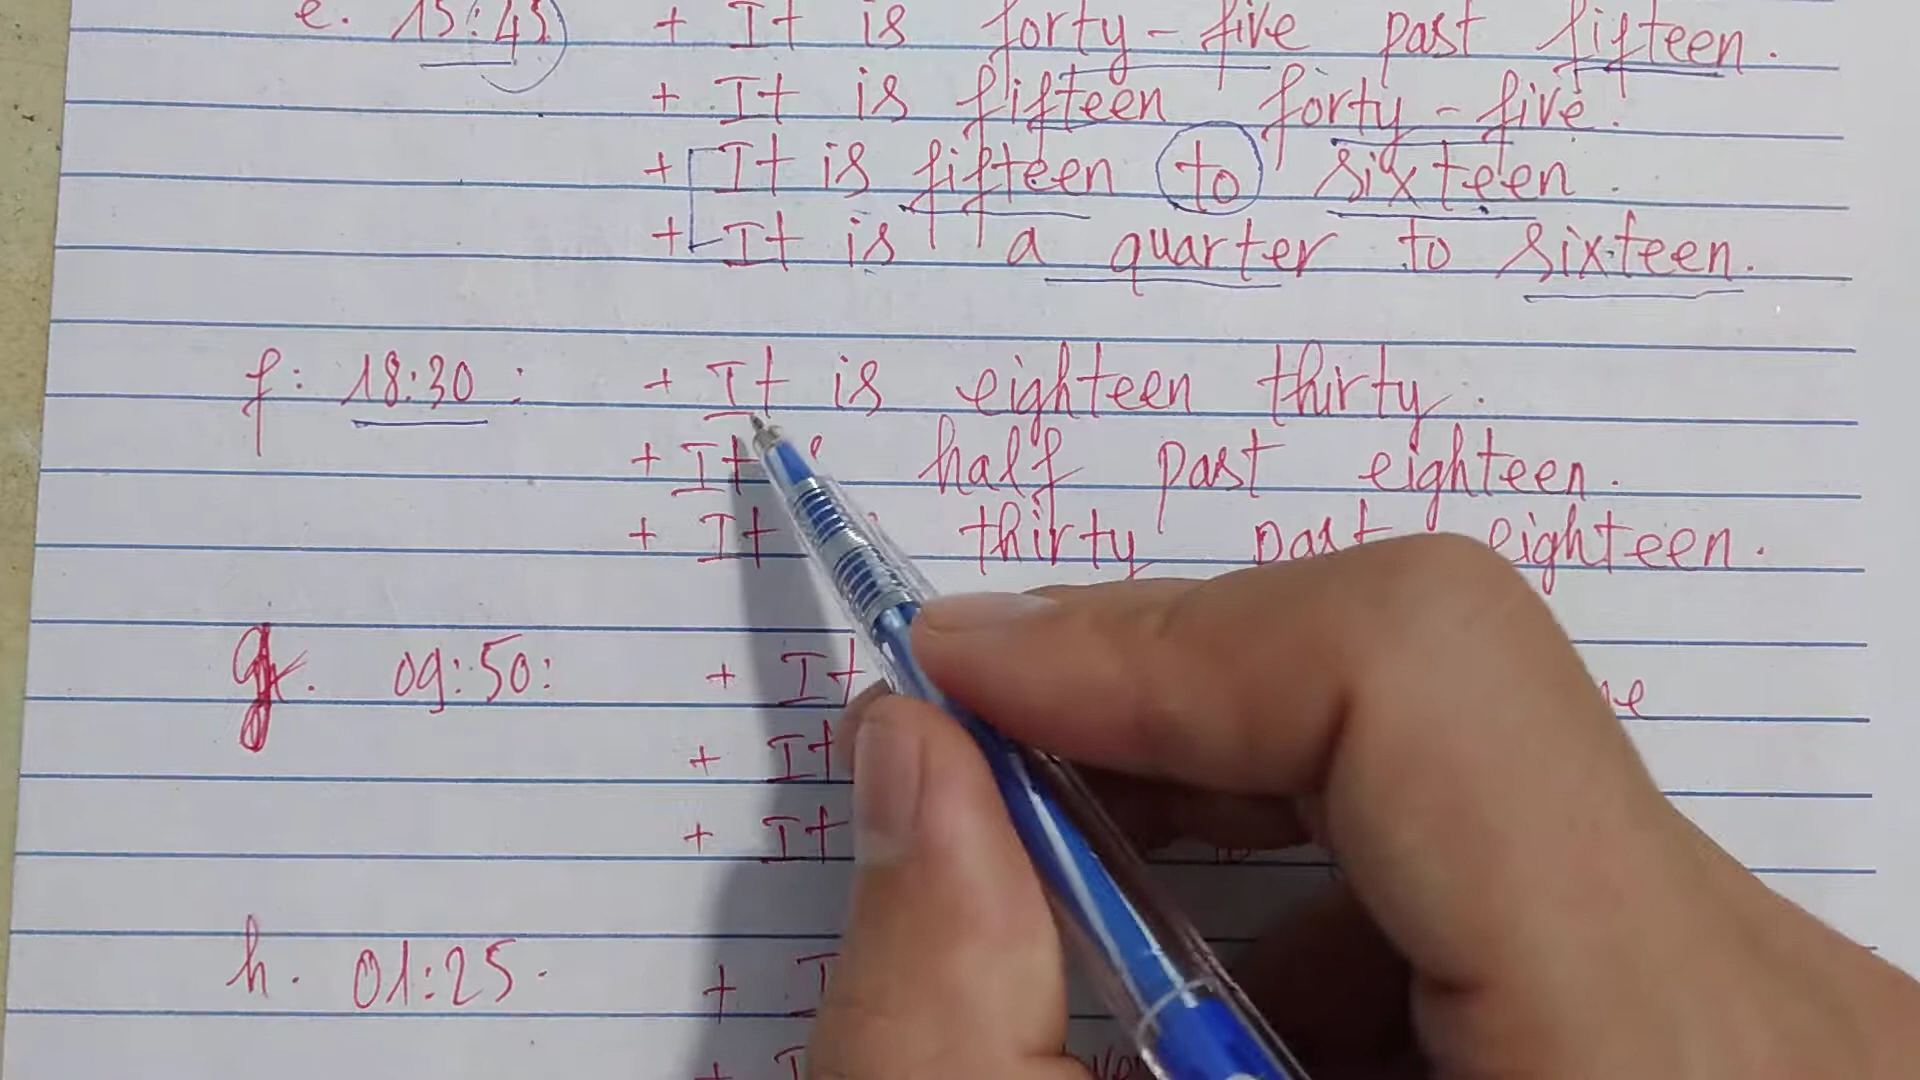 e. 15:45 + It is forty-five past fifteen.
+ It is fifteen forty-five.
+ It is fifteen to sixteen.
+ It is a quarter to sixteen.
f: 18:30: + It is eighteen thirty.
+ It half past eighteen.
+ It thirty past eighteen.
g. 09:50: + It
+ It
+ It
h. 01:25. + I
+ I